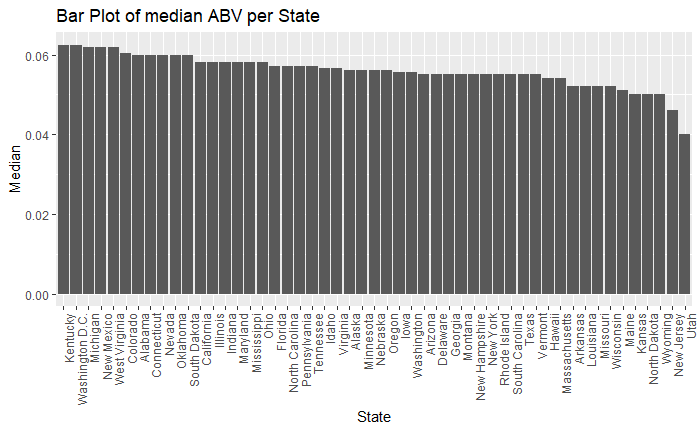 Bar Plot of median ABV per State
0.06
0.04
0.02
0.00
Median
Kentucky
Washington D.C.
Michigan
New Mexico
West Virginia
Colorado
Alabama
Connecticut
Nevada
Oklahoma
South Dakota
California
Illinois
Indiana
Maryland
Mississippi
Ohio
Florida
North Carolina
Pennsylvania
Tennessee
Idaho
Virginia
Alaska
Minnesota
Nebraska
Oregon
Iowa
Washington
Arizona
Delaware
Georgia
Montana
New Hampshire
New York
Rhode Island
South Carolina
Texas
Vermont
Hawaii
Massachusetts
Arkansas
Louisiana
Missouri
Wisconsin
Maine
Kansas
North Dakota
Wyoming
New Jersey
Utah
State